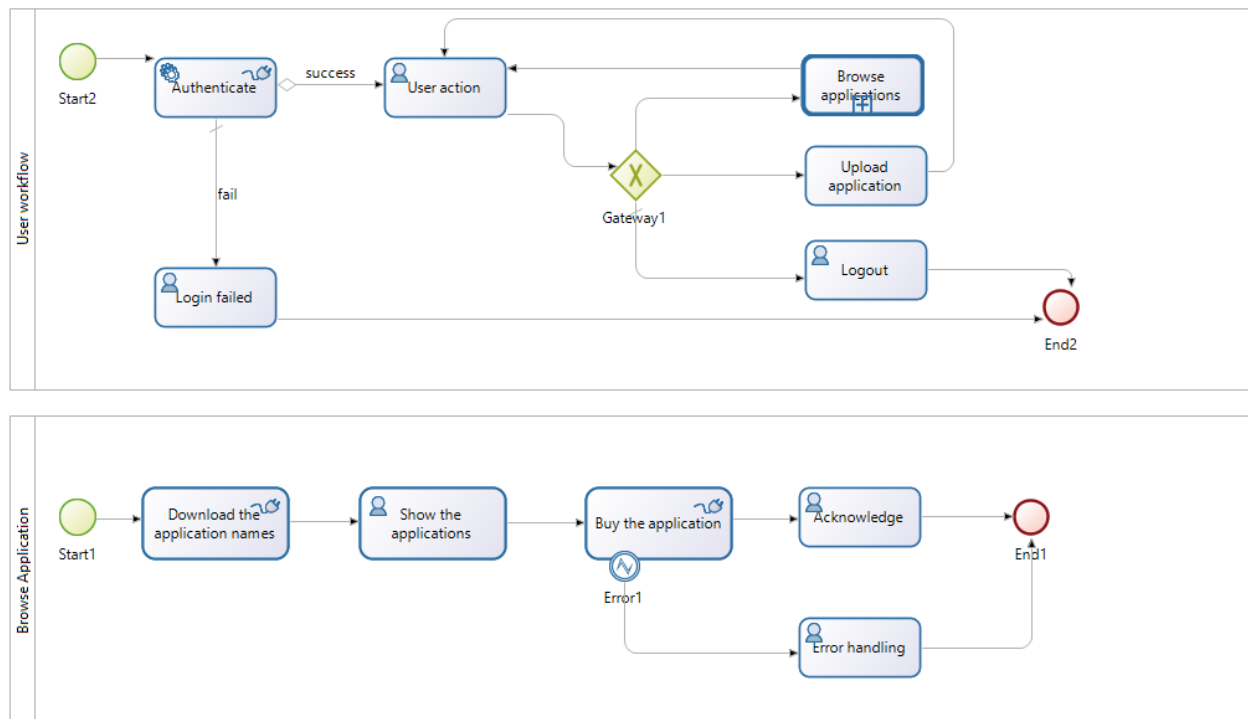 User workflow
Start2
Authenticate
success
User action
Browse
applications
Upload
application
Gateway1
fail
Login failed
Logout
End2
Browse Application
Start1
Download the
application names
Show the
applications
Buy the application
Error1
Acknowledge
Error handling
End1